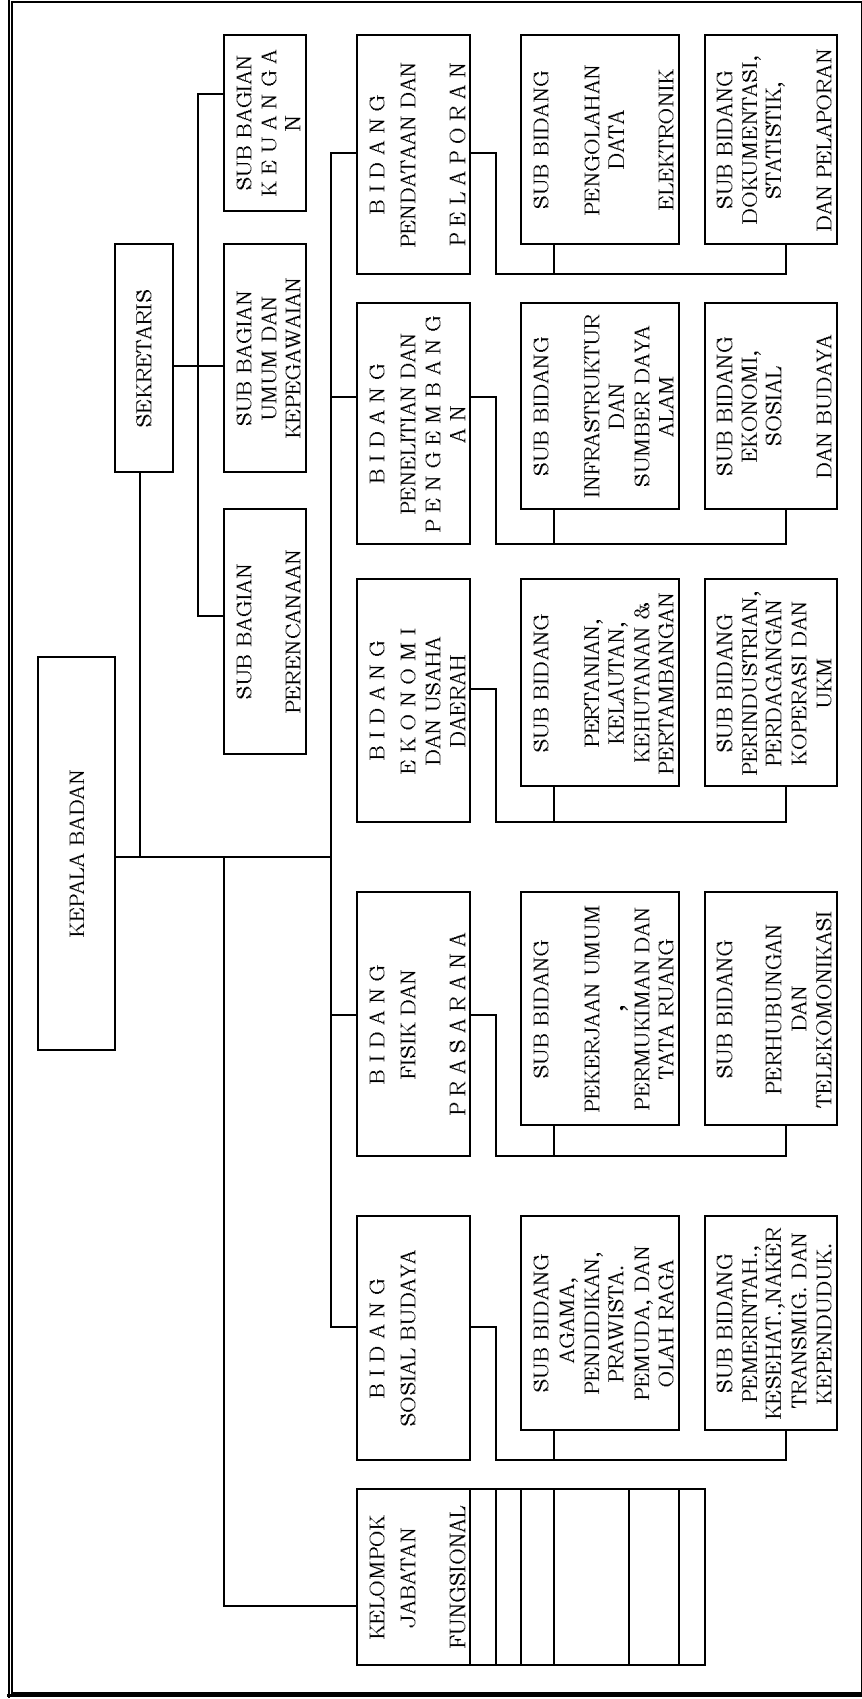 KEPALA BADAN
SEKRETARIS
SUB BAGIAN
PERENCANAAN
SUB BAGIAN
UMUM DAN
KEPEGAWAIAN
SUB BAGIAN
K E U A N G A
N
KELOMPOK
JABATAN
FUNGSIONAL
B I D A N G
SOSIAL BUDAYA
B I D A N G
FISIK DAN
P R A S A R A N A
B I D A N G
E K O N O M I
DAN USAHA
DAERAH
B I D A N G
PENELITIAN DAN
P E N G E M B A N G
AN
B I D A N G
PENDATAAN DAN
P E L A P O R A N
SUB BIDANG
AGAMA,
PENDIDIKAN,
PRAWISTA.
PEMUDA, DAN
OLAH RAGA
SUB BIDANG
PEKERJAAN UMUM
,
PERMUKIMAN DAN
TATA RUANG
SUB BIDANG
PERTANIAN,
KELAUTAN,
KEHUTANAN &
PERTAMBANGAN
SUB BIDANG
INFRASTRUKTUR
DAN
SUMBER DAYA
ALAM
SUB BIDANG
PENGOLAHAN
DATA
ELEKTRONIK
SUB BIDANG
PEMERINTAH.,
KESEHAT.,NAKER
TRANSMIG. DAN
KEPENDUDUK.
SUB BIDANG
PERHUBUNGAN
DAN
TELEKOMONIKASI
SUB BIDANG
PERINDUSTRIAN,
PERDAGANGAN
KOPERASI DAN
UKM
SUB BIDANG
EKONOMI,
SOSIAL
DAN BUDAYA
SUB BIDANG
DOKUMENTASI,
STATISTIK,
DAN PELAPORAN